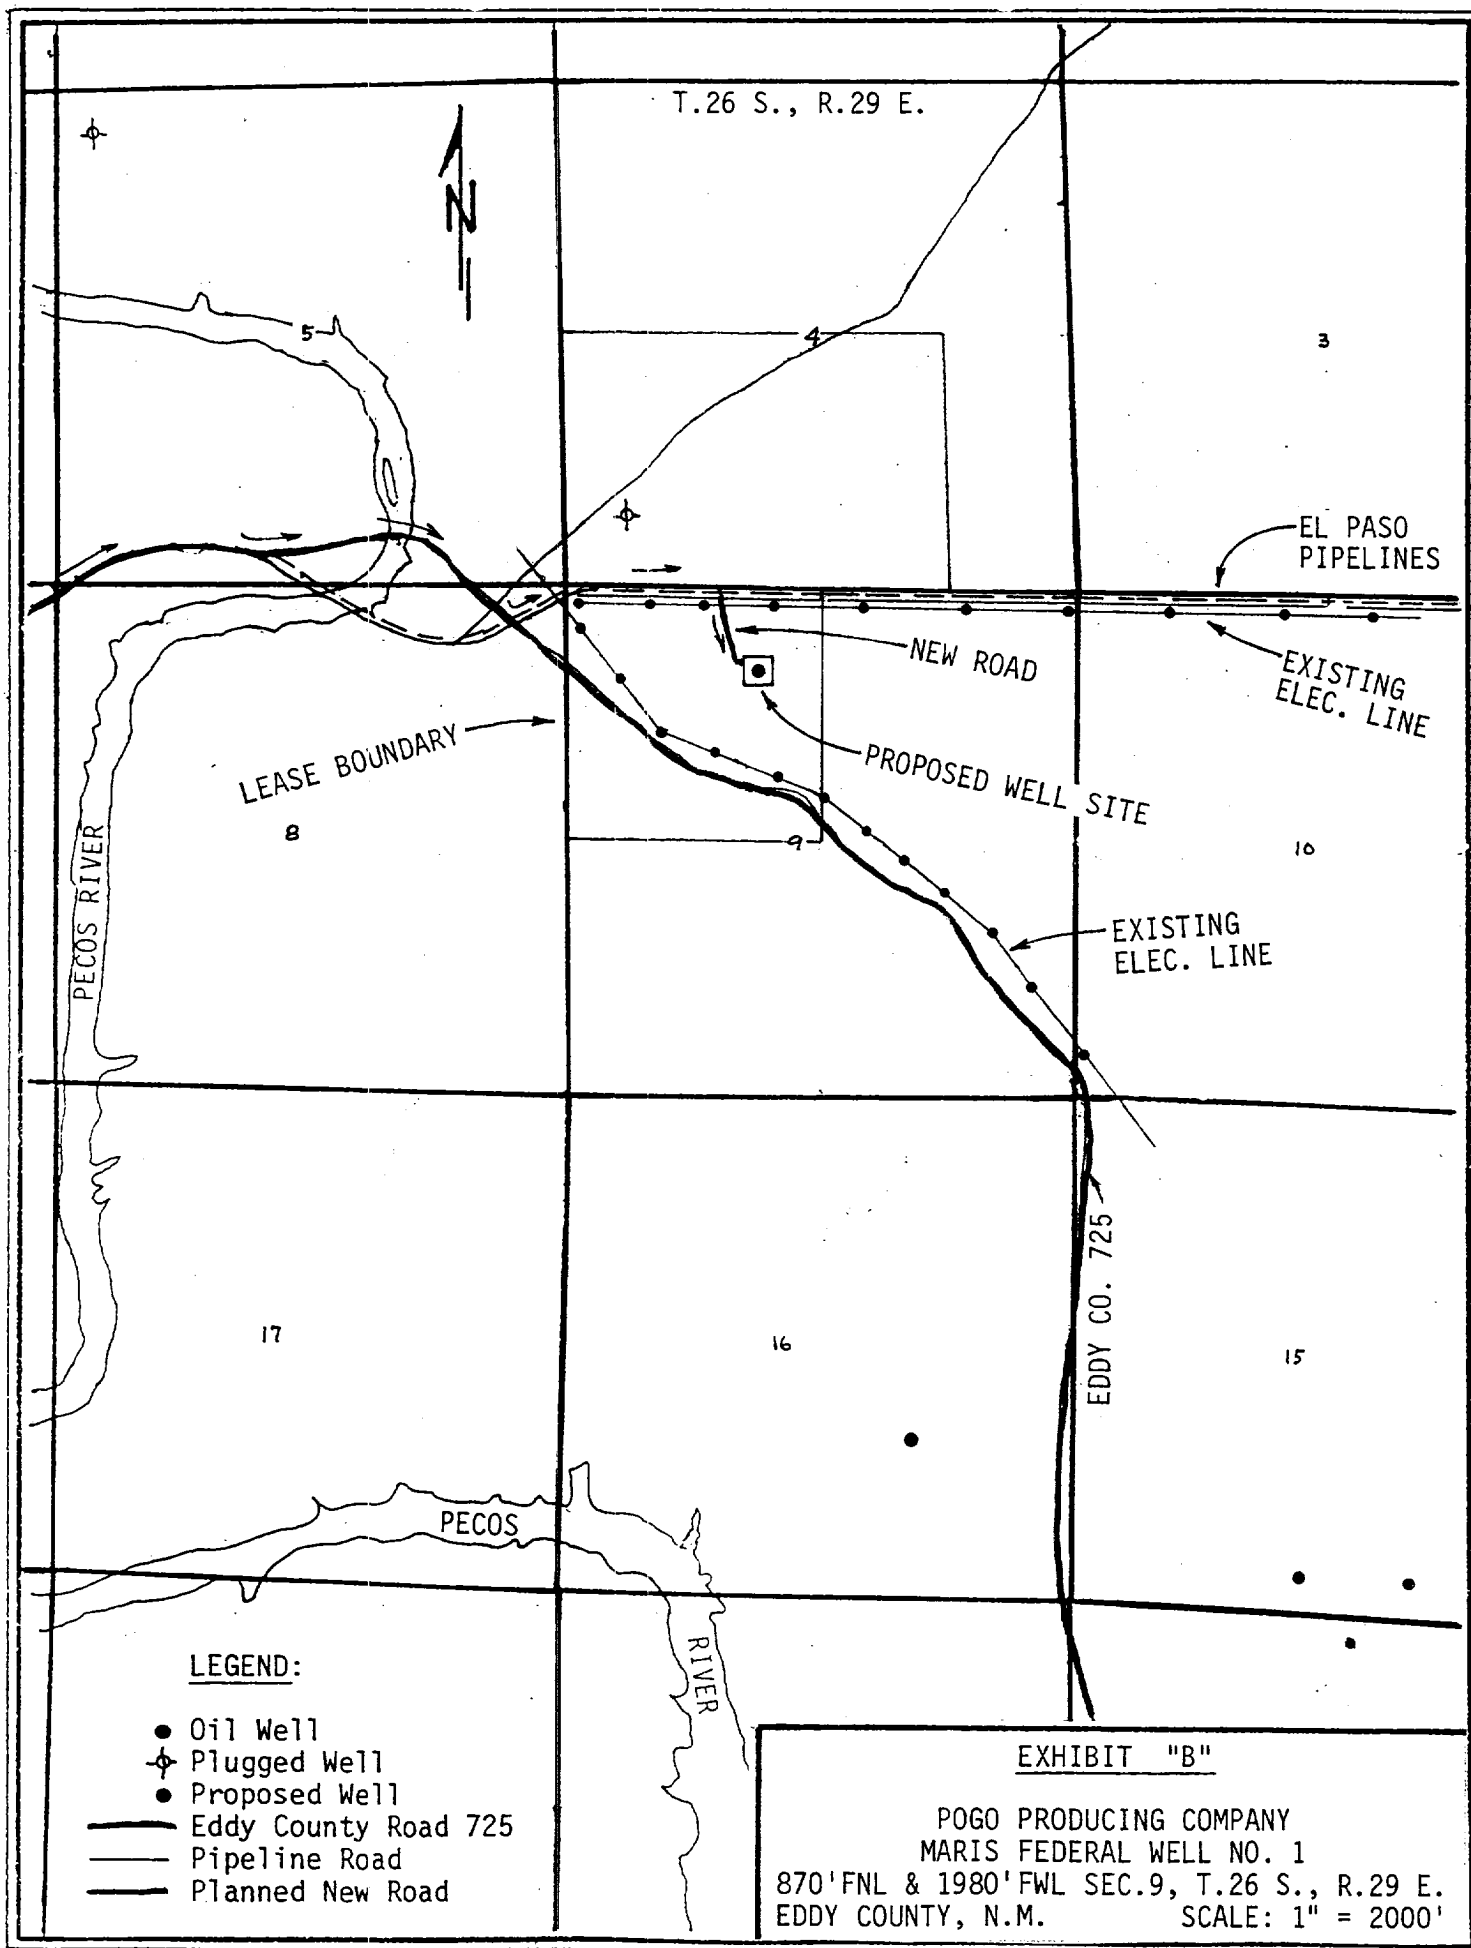 T.26 S., R.29 E.
N
5
4
3
EL PASO
PIPELINES
NEW ROAD
EXISTING
ELEC. LINE
LEASE BOUNDARY
PROPOSED WELL SITE
8
9
10
PECOS RIVER
EXISTING
ELEC. LINE
EDDY CO. 725
17
16
15
PECOS
RIVER
LEGEND:
Oil Well
Plugged Well
Proposed Well
Eddy County Road 725
Pipeline Road
Planned New Road
EXHIBIT "B"
POGO PRODUCING COMPANY
MARIS FEDERAL WELL NO. 1
870'FNL & 1980'FWL SEC.9, T.26 S., R.29 E.
EDDY COUNTY, N.M. SCALE: 1" = 2000'